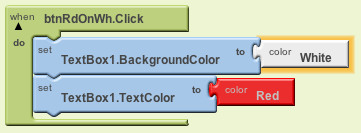 when btnRdOnWh.Click
do
set TextBox1.BackgroundColor to color White
set TextBox1.TextColor to color Red